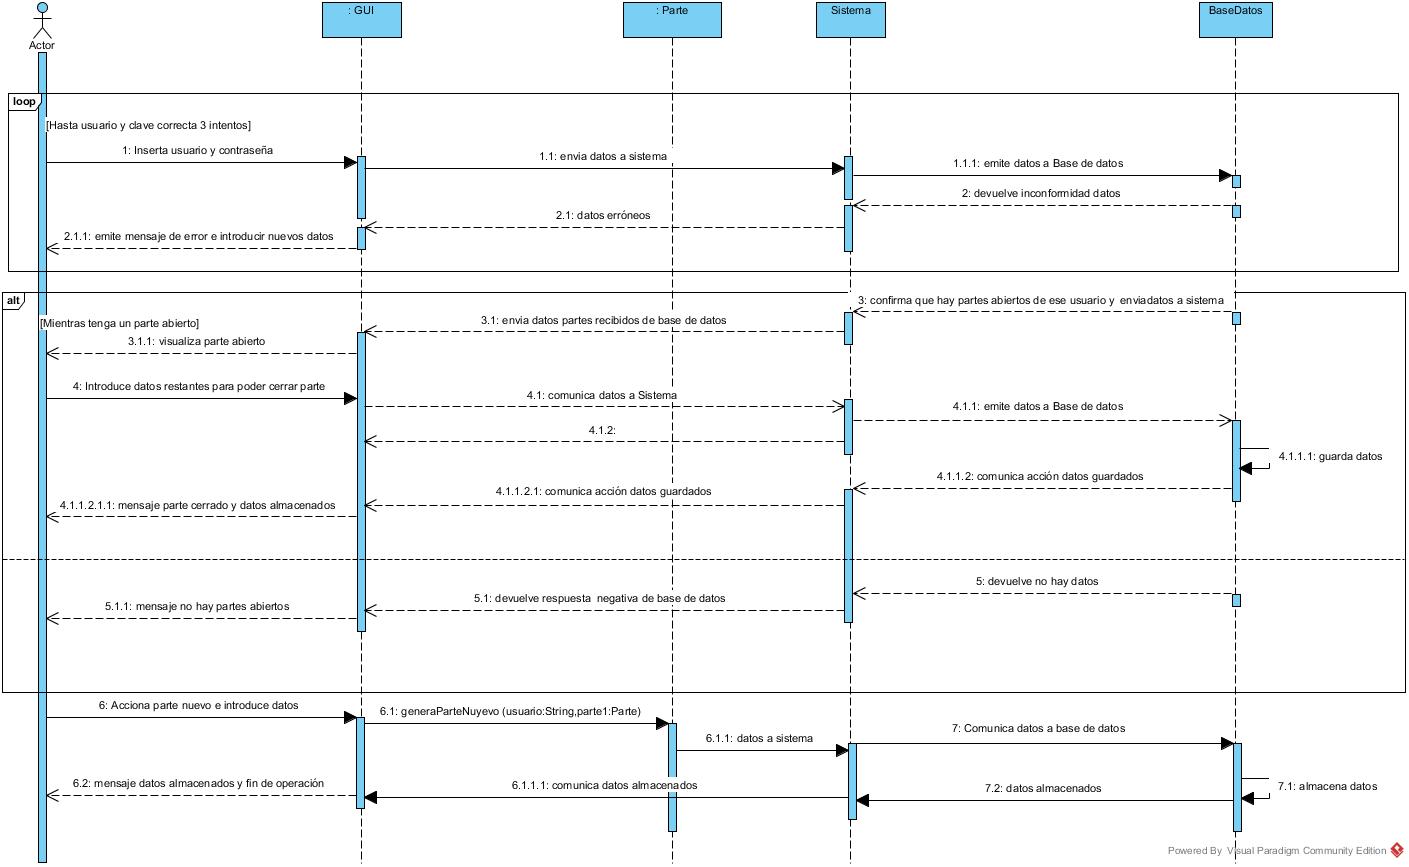 : GUI
: Parte
Sistema
BaseDatos
Actor
loop
[Hasta usuario y clave correcta 3 intentos]
1: Inserta usuario y contraseña
1.1: envia datos a sistema
1.1.1: emite datos a Base de datos
2: devuelve inconformidad datos
2.1: datos erróneos
2.1.1: emite mensaje de error e introducir nuevos datos
alt
3: confirma que hay partes abiertos de ese usuario y enviadatos a sistema
[Mientras tenga un parte abierto]
3.1: envia datos partes recibidos de base de datos
3.1.1: visualiza parte abierto
4: Introduce datos restantes para poder cerrar parte
4.1: comunica datos a Sistema
4.1.1: emite datos a Base de datos
4.1.2:
4.1.1.1: guarda datos
4.1.1.2: comunica acción datos guardados
4.1.1.2.1: comunica acción datos guardados
4.1.1.2.1.1: mensaje parte cerrado y datos almacenados
5: devuelve no hay datos
5.1: devuelve respuesta negativa de base de datos
5.1.1: mensaje no hay partes abiertos
6: Acciona parte nuevo e introduce datos
6.1: generaParteNuyevo (usuario:String,parte1:Parte)
6.1.1: datos a sistema
7: Comunica datos a base de datos
6.2: mensaje datos almacenados y fin de operación
6.1.1.1: comunica datos almacenados
7.2: datos almacenados
7.1: almacena datos
Powered By Visual Paradigm Community Edition